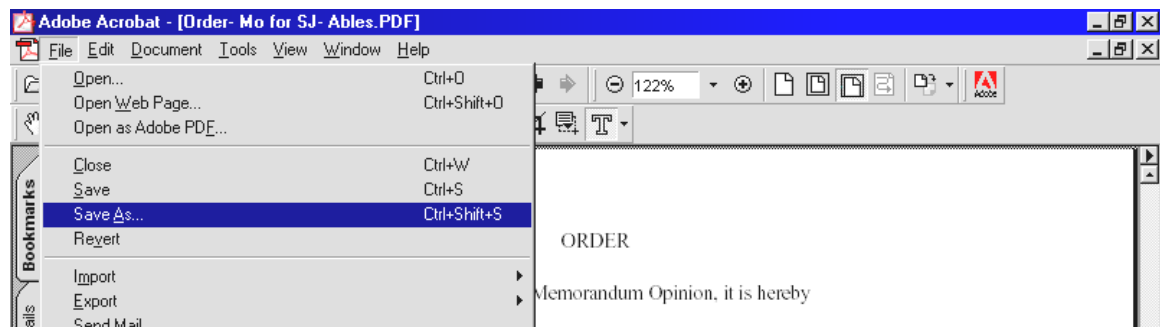 Adobe Acrobat - [Order- Mo for SJ- Ables.PDF]
File Edit Document Tools View Window Help
Open... Ctrl+O
Open Web Page... Ctrl+Shift+O
Open as Adobe PDF...
Close Ctrl+W
Save Ctrl+S
Save As... Ctrl+Shift+S
Revert
Import
Export
Send Mail
122%
Adobe
T
Bookmarks
ORDER
Memorandum Opinion, it is hereby